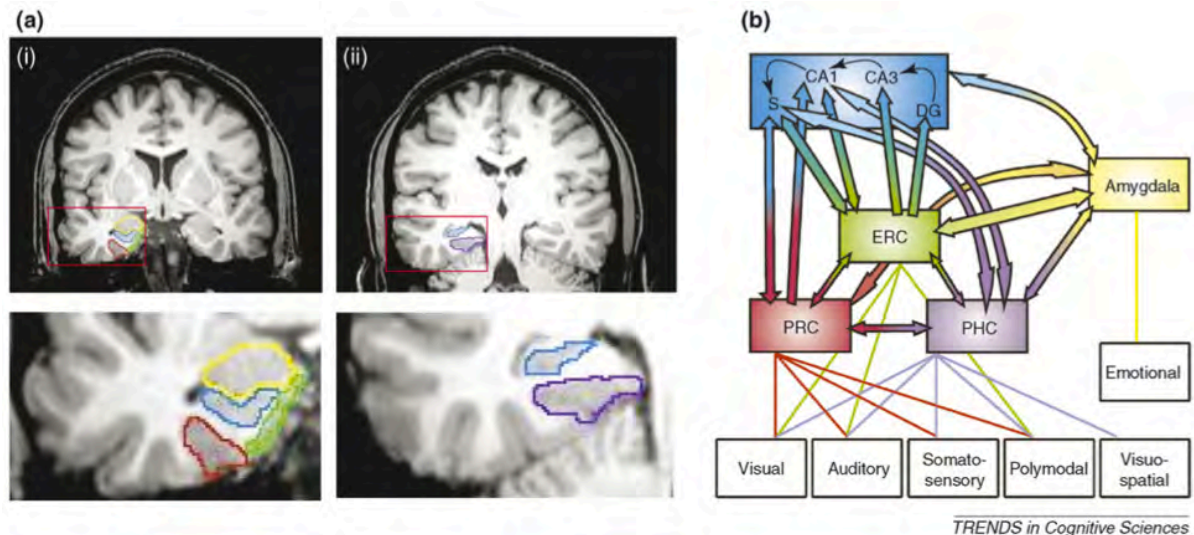 (a)
(i)
(ii)
(b)
CA1
CA3
S
DG
Amygdala
ERC
PRC
PHC
Emotional
Visual
Auditory
Somato-
sensory
Polymodal
Visuo-
spatial
TRENDS in Cognitive Sciences